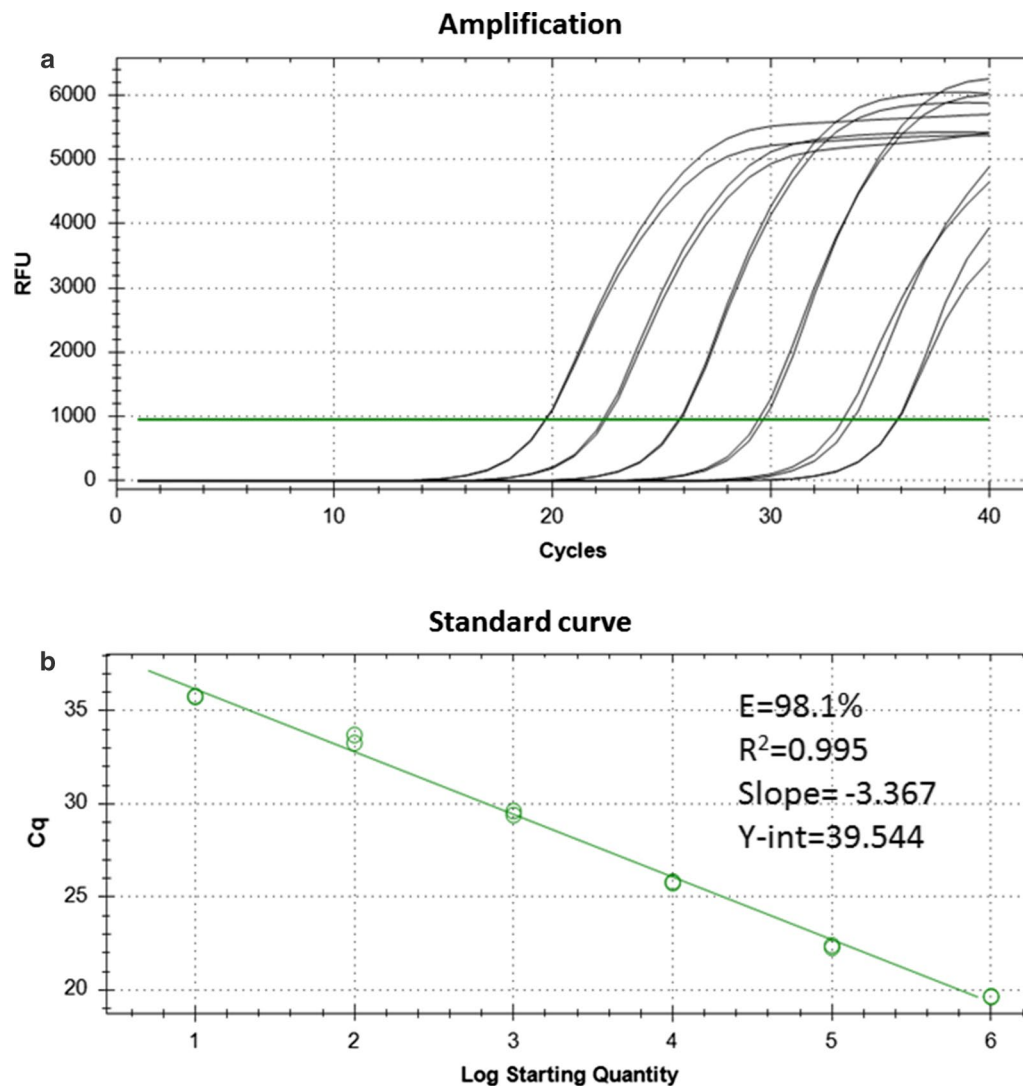 Amplification
a
6000
5000
4000
3000
2000
1000
0
RFU
0 10 20 30 40
Cycles
Standard curve
b
35
30
25
20
Cq
E=98.1%
R²=0.995
Slope= -3.367
Y-int=39.544
1 2 3 4 5 6
Log Starting Quantity